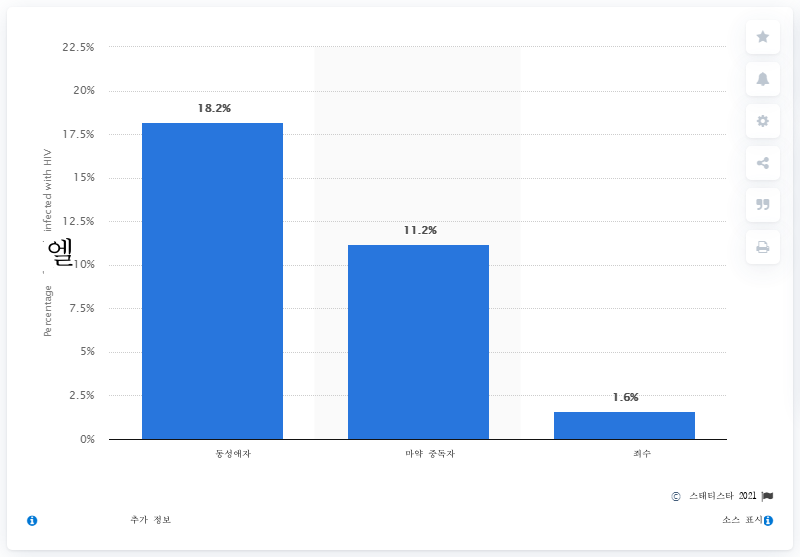 22.5%
20%
18.2%
17.5%
15%
12.5%
11.2%
10%
7.5%
5%
2.5%
1.6%
0%
Percentage
엘
infected with HIV
동성애자
마약 중독자
죄수
© 스태티스타 2021
추가 정보
소스 표시